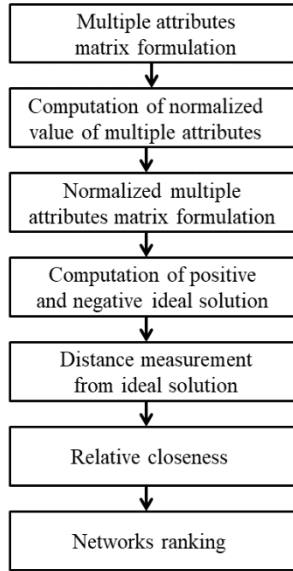 Multiple attributes
matrix formulation
Computation of normalized
value of multiple attributes
Normalized multiple
attributes matrix formulation
Computation of positive
and negative ideal solution
Distance measurement
from ideal solution
Relative closeness
Networks ranking